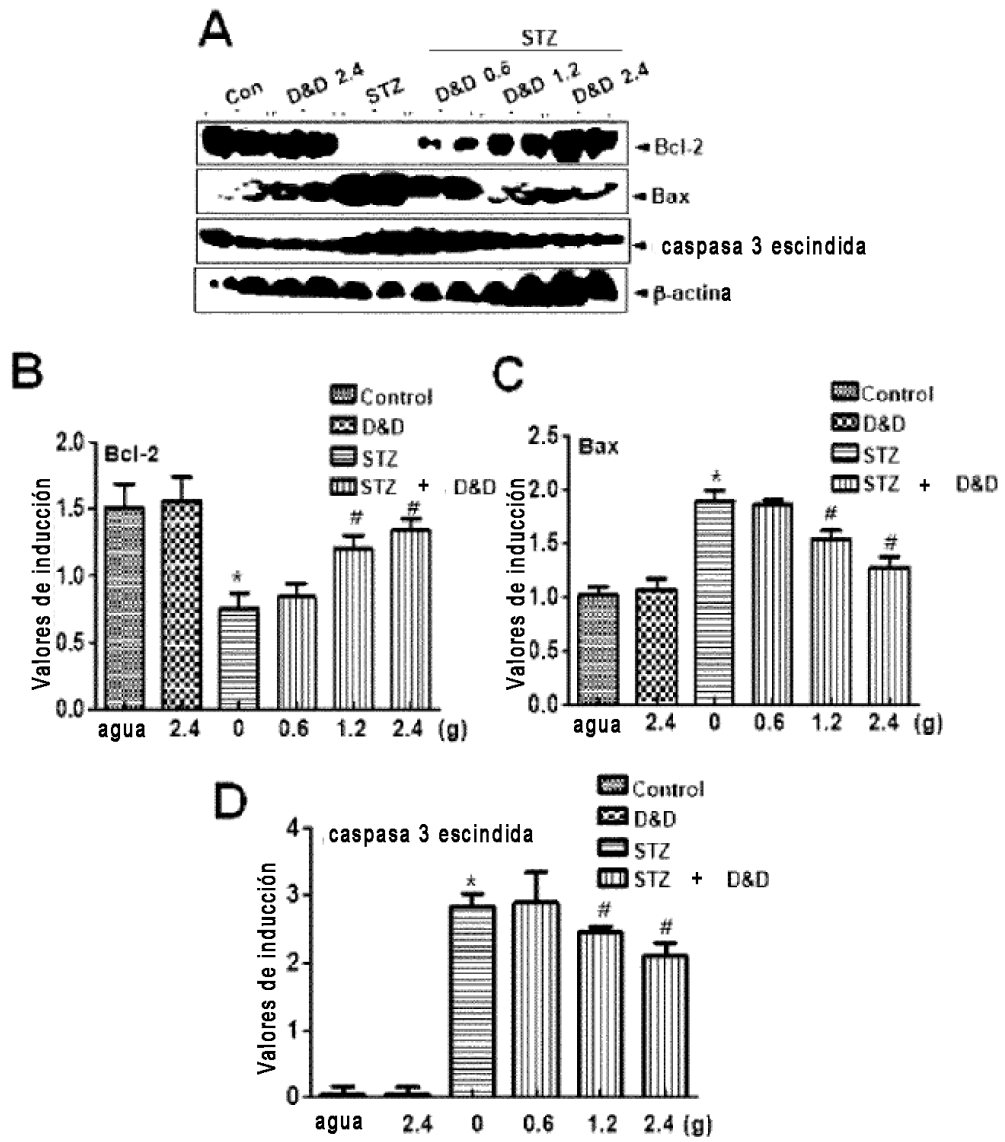 A
STZ
Con D&D 2.4 STZ D&D 0.6 D&D 1.2 D&D 2.4
Bcl-2
Bax
caspasa 3 escindida
β-actina
B
Control
D&D
STZ
STZ + D&D
Bcl-2
Valores de inducción
2.0
1.5
1.0
0.5
0.0
*
#
#
agua 2.4 0 0.6 1.2 2.4 (g)
C
Control
D&D
STZ
STZ + D&D
Bax
Valores de inducción
2.5
2.0
1.5
1.0
0.5
0.0
*
#
#
agua 2.4 0 0.6 1.2 2.4 (g)
D
Control
D&D
STZ
STZ + D&D
caspasa 3 escindida
Valores de inducción
4
3
2
1
0
*
#
#
agua 2.4 0 0.6 1.2 2.4 (g)